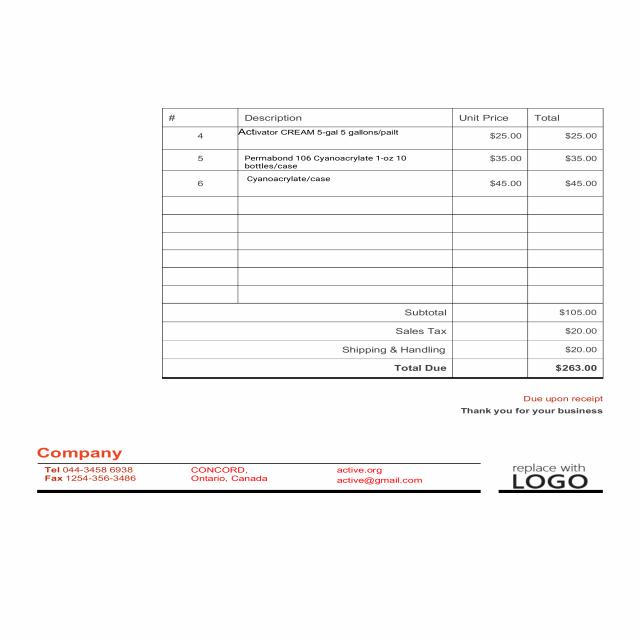 # Description Unit Price Total
4 Activator CREAM 5-gal 5 gallons/pailt $25.00 $25.00
5 Permabond 106 Cyanoacrylate 1-oz 10 $35.00 $35.00
bottles/case
6 Cyanoacrylate/case $45.00 $45.00
Subtotal $105.00
Sales Tax $20.00
Shipping & Handling $20.00
Total Due $263.00
Due upon receipt
Thank you for your business
Company
Tel 044-3458 6938 CONCORD, active.org
Fax 1254-356-3486 Ontario, Canada active@gmail.com
replace with
LOGO